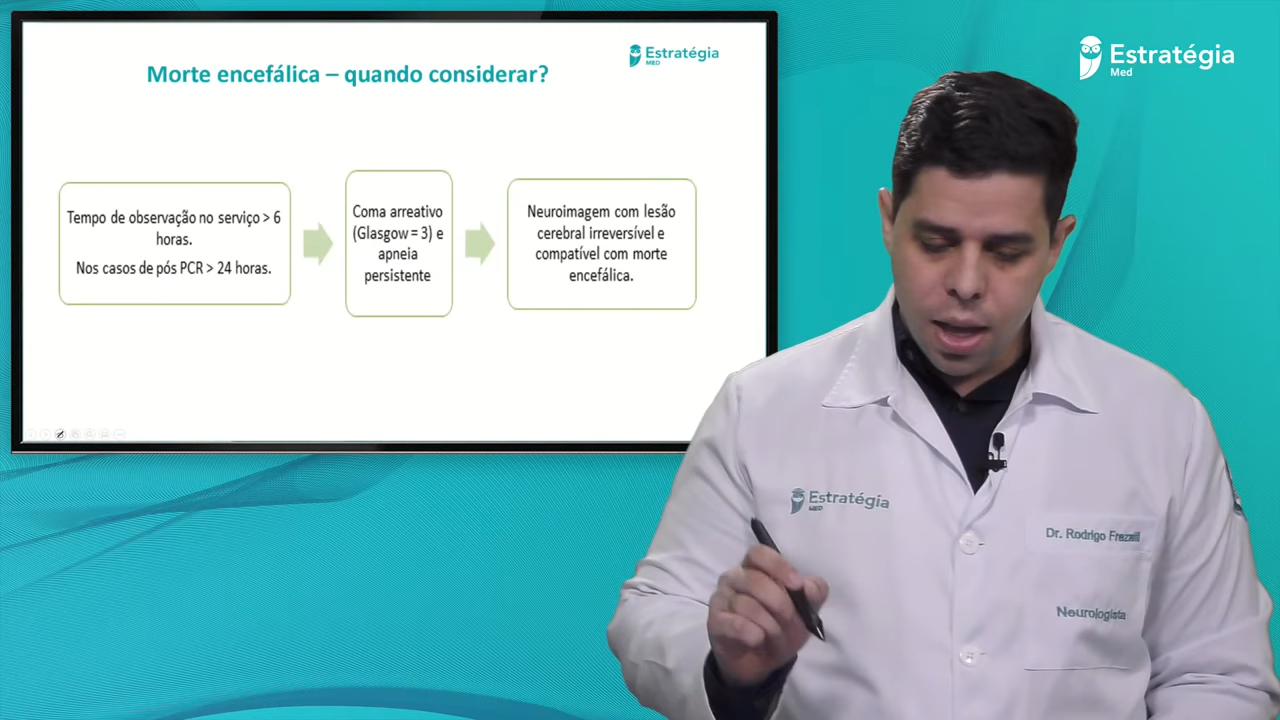 Morte encefálica – quando considerar?
Estratégia
MED
Tempo de observação no serviço > 6
horas.
Nos casos de pós PCR > 24 horas.
Coma arreativo
(Glasgow = 3) e
apneia
persistente
Neuroimagem com lesão
cerebral irreversível e
compatível com morte
encefálica.
Estratégia
Med
Estratégia
MED
Dr. Rodrigo
Neurologista